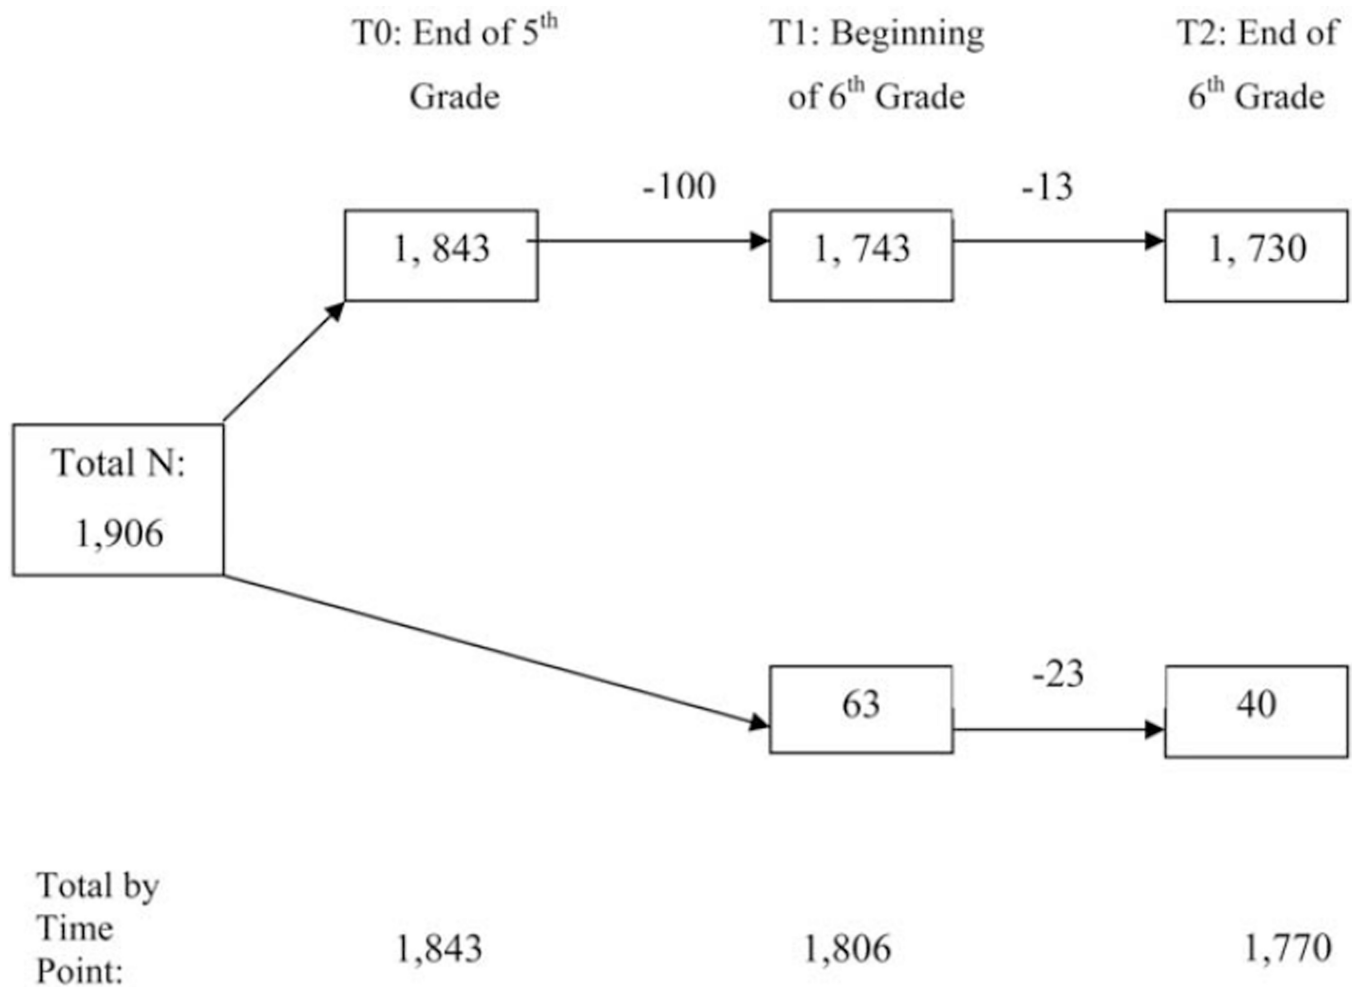 T0: End of 5th
Grade
T1: Beginning
of 6th Grade
T2: End of
6th Grade
-100
-13
1, 843
1, 743
1, 730
Total N:
1,906
63
-23
40
Total by
Time
Point:
1,843
1,806
1,770